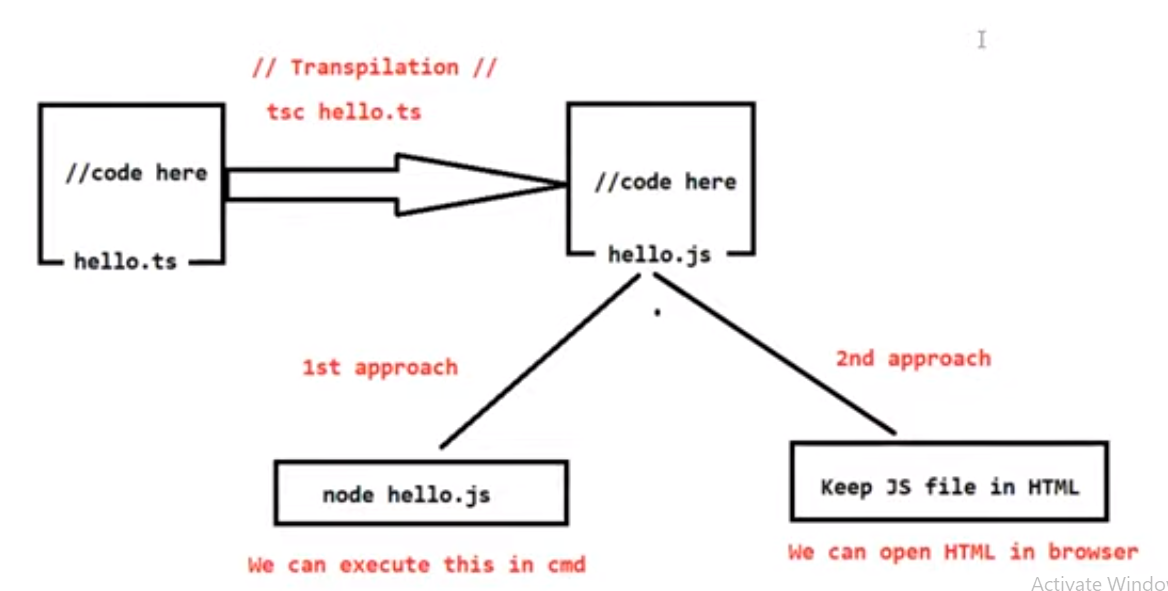 // Transpilation //
tsc hello.ts
//code here
hello.ts
//code here
hello.js
1st approach
2nd approach
node hello.js
Keep JS file in HTML
We can execute this in cmd
We can open HTML in browser
Activate Windo